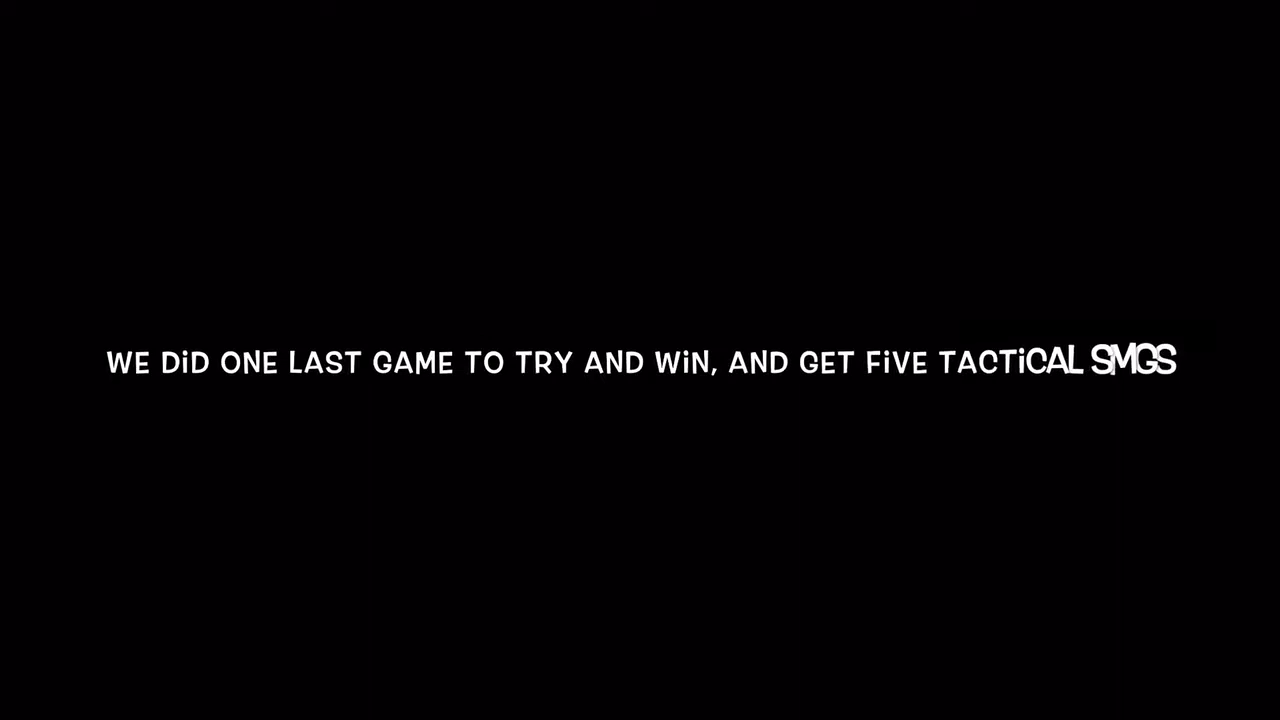 WE DiD ONE LAST GAME TO TRY AND WiN, AND GET FiVE TACTiCAL SMGS